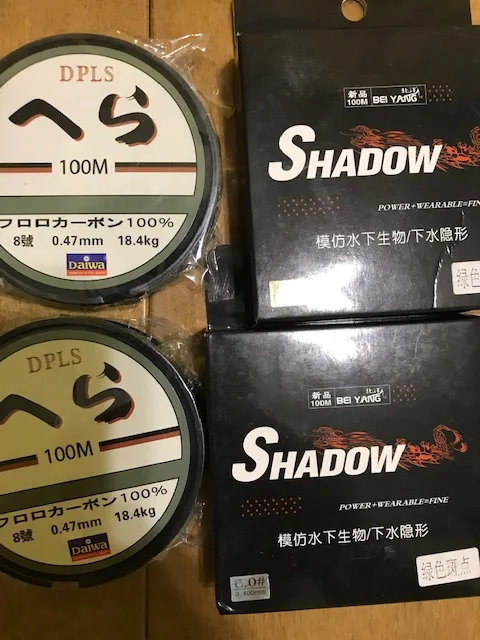 DPLS
へら
100M
フロロカーボン100%
8號 0.47mm 18.4kg
Daiwa
新品
100M
BEI YANG
SHADOW
POWER+WEARABLE=FIN
模仿水下生物/下水隐形
绿色
DPLS
へら
100M
フロロカーボン100%
8號 0.47mm 18.4kg
Daiwa
新品
100M
BEI YANG
SHADOW
POWER+WEARABLE=FINE
模仿水下生物/下水隐形
绿色斑点